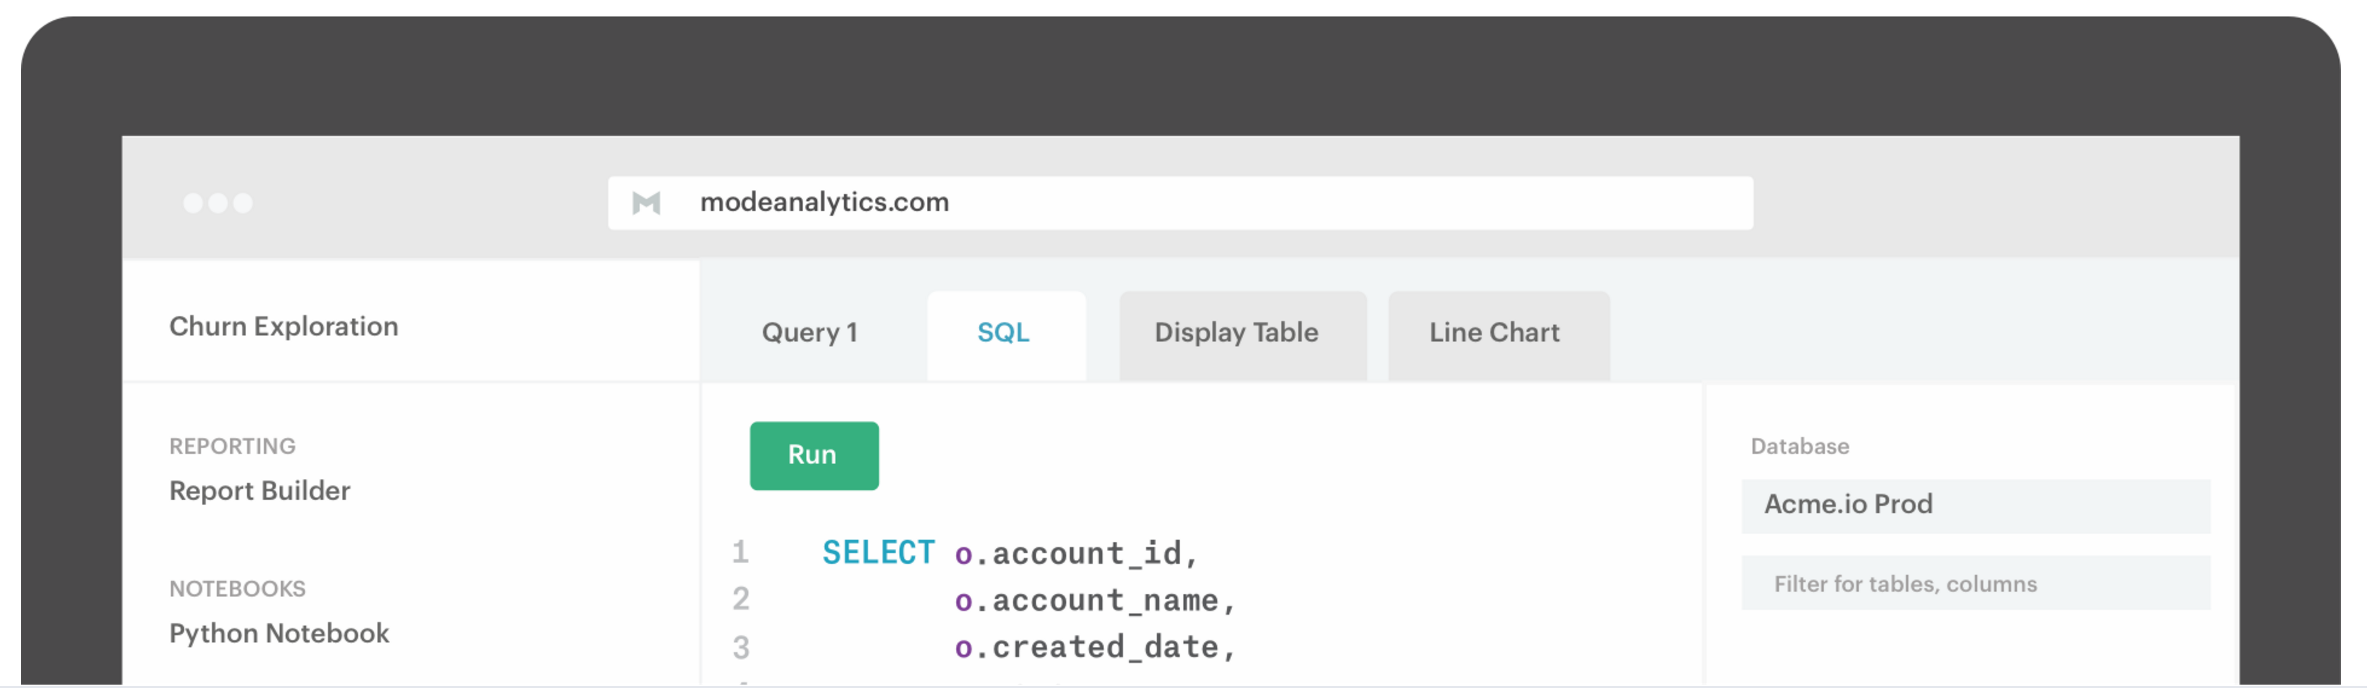 modeanalytics.com
Churn Exploration
Query 1
SQL
Display Table
Line Chart
REPORTING
Report Builder
NOTEBOOKS
Python Notebook
Run
1 SELECT o.account_id,
2 o.account_name,
3 o.created_date,
Database
Acme.io Prod
Filter for tables, columns